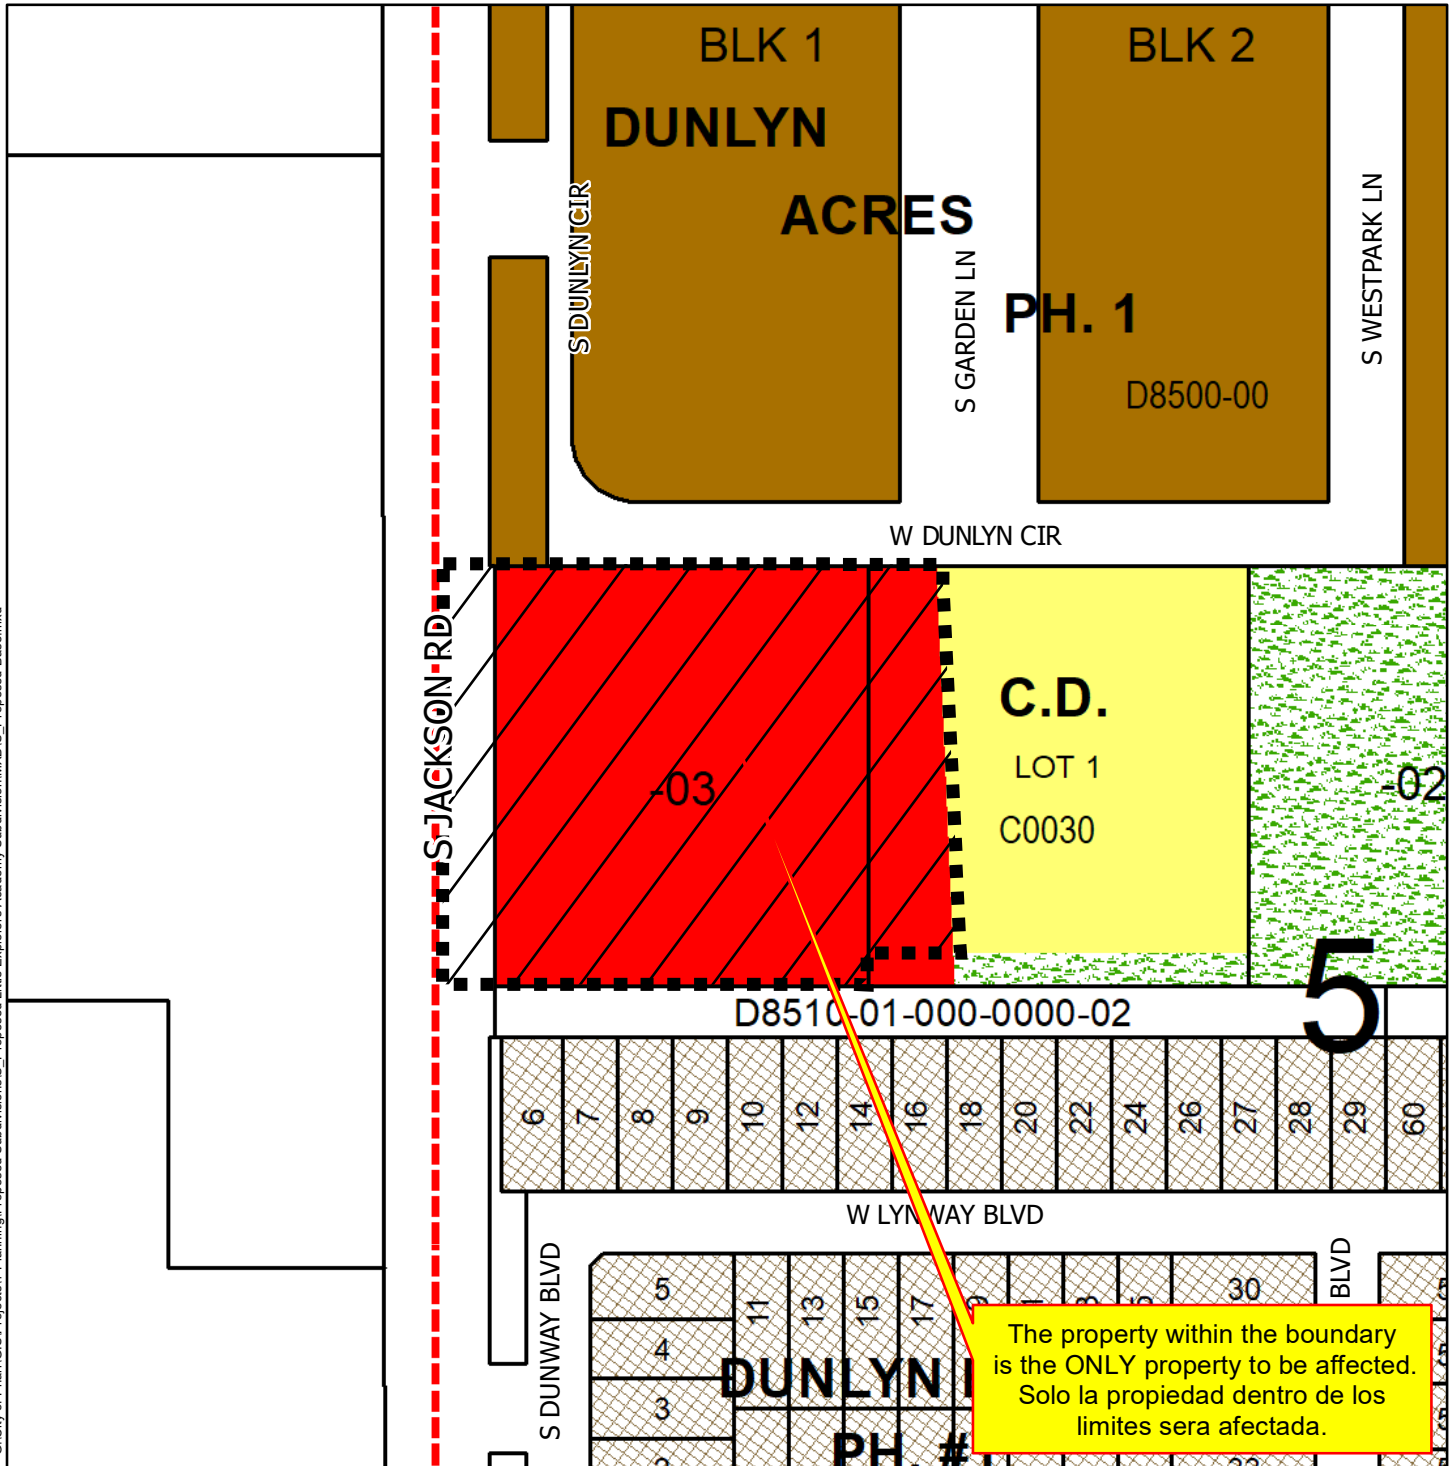 BLK 1
BLK 2
DUNLYN
ACRES
PH. 1
D8500-00
S DUNLYN CIR
S GARDEN LN
S WESTPARK LN
W DUNLYN CIR
S JACKSON RD
-03
C.D.
LOT 1
C0030
-02
5
D8510-01-000-0000-02
6
7
8
9
10
12
14
16
18
20
22
24
26
27
28
29
60
W LYNWAY BLVD
S DUNWAY BLVD
BLVD
5
4
3
11
13
15
17
30
DUNLYN
PH. #1
The property within the boundary
is the ONLY property to be affected.
Solo la propiedad dentro de los
limites sera afectada.